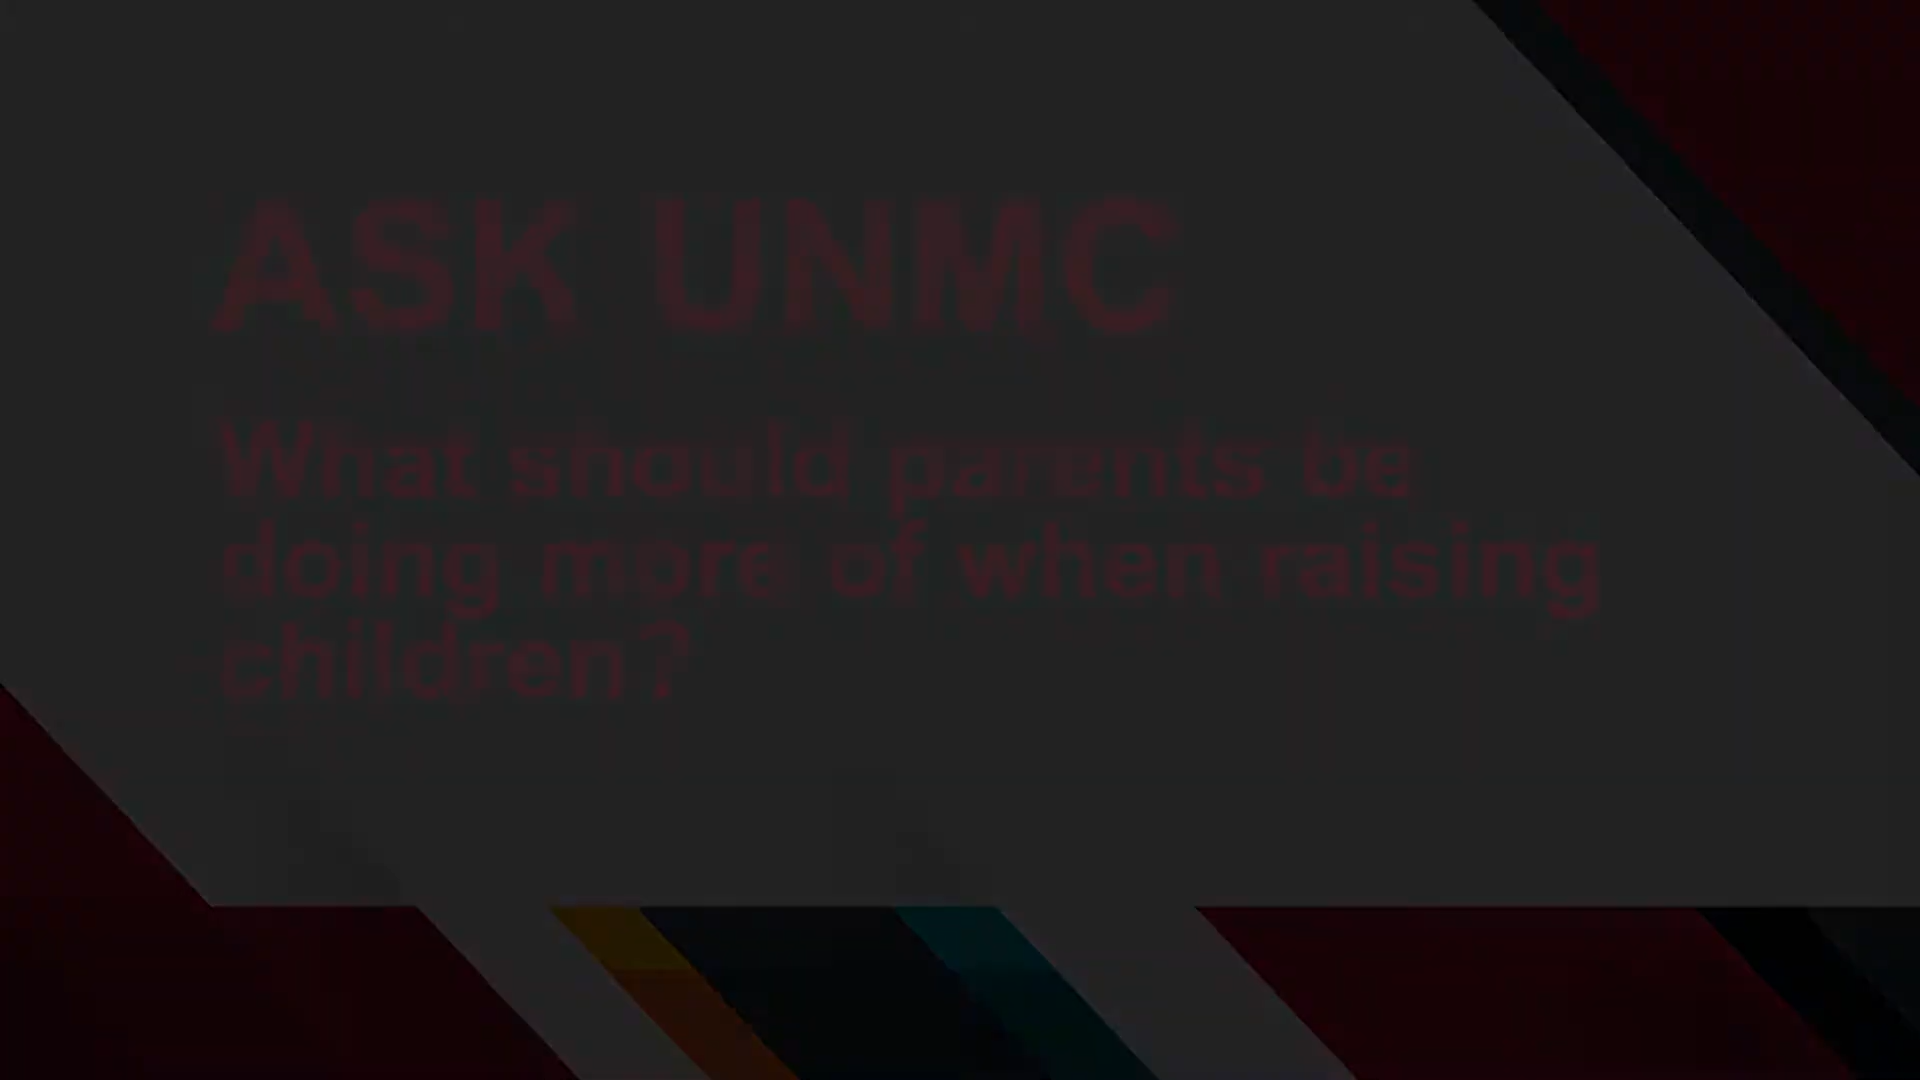 ASK UNMC
What should parents be
doing more of when raising
children?